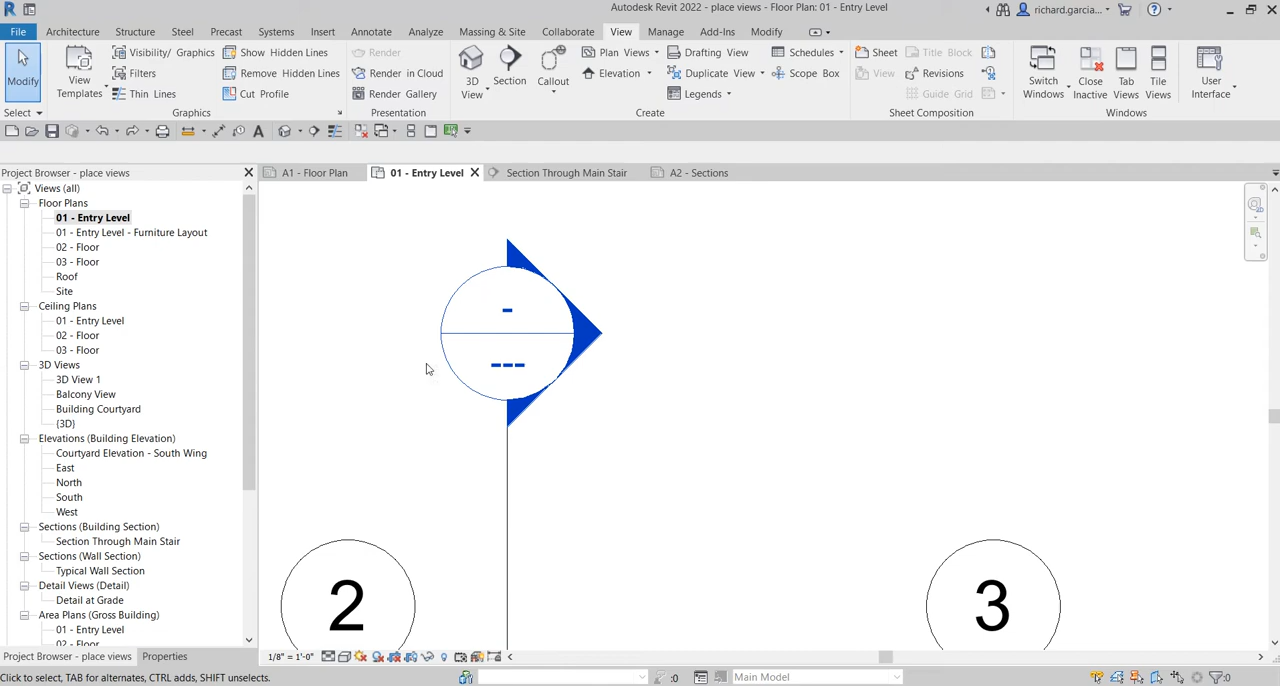 Autodesk Revit 2022 - place views - Floor Plan: 01 - Entry Level
richard.garcia...
File Architecture Structure Steel Precast Systems Insert Annotate Analyze Massing & Site Collaborate View Manage Add-Ins Modify
Modify
View Templates
Visibility/ Graphics
Filters
Thin Lines
Show Hidden Lines
Remove Hidden Lines
Cut Profile
Render
Render in Cloud
Render Gallery
3D View
Section
Callout
Plan Views
Elevation
Drafting View
Duplicate View
Legends
Schedules
Scope Box
Sheet
View
Title Block
Revisions
Guide Grid
Switch Windows
Close Inactive
Tab Views
Tile Views
User Interface
Select Graphics Presentation Create Sheet Composition Windows
Project Browser - place views
A1 - Floor Plan 01 - Entry Level Section Through Main Stair A2 - Sections
Views (all)
Floor Plans
01 - Entry Level
01 - Entry Level - Furniture Layout
02 - Floor
03 - Floor
Roof
Site
Ceiling Plans
01 - Entry Level
02 - Floor
03 - Floor
3D Views
3D View 1
Balcony View
Building Courtyard
{3D}
Elevations (Building Elevation)
Courtyard Elevation - South Wing
East
North
South
West
Sections (Building Section)
Section Through Main Stair
Sections (Wall Section)
Typical Wall Section
Detail Views (Detail)
Detail at Grade
Area Plans (Gross Building)
01 - Entry Level
02 - Floor
-
---
2
3
Project Browser - place views Properties
1/8" = 1'-0"
Click to select, TAB for alternates, CTRL adds, SHIFT unselects.
:0
Main Model
:0